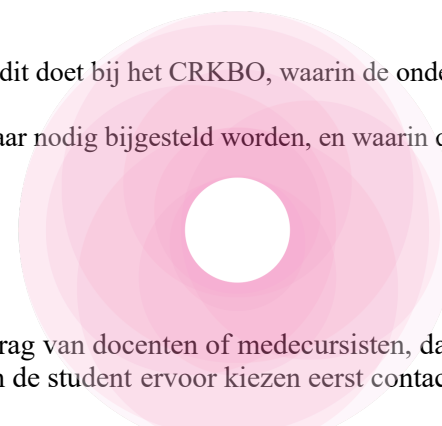 dit doet bij het CRKBO, waarin de onde
aar nodig bijgesteld worden, en waarin d
rag van docenten of medecursisten, da
n de student ervoor kiezen eerst contac